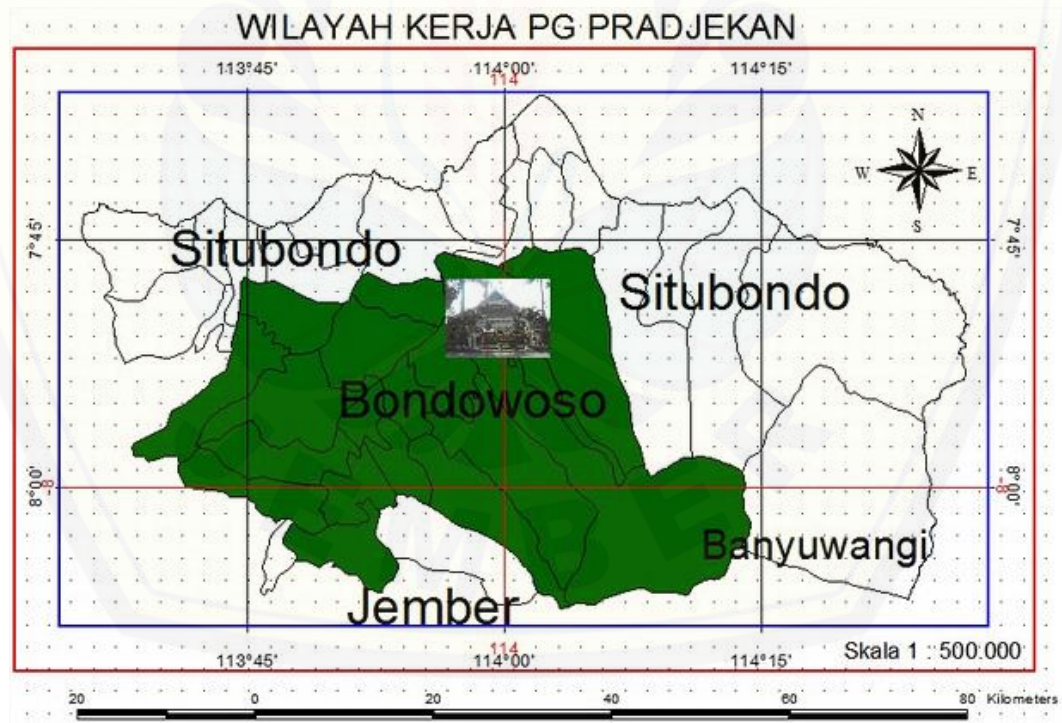 WILAYAH KERJA PG PRADJEKAN
113°45' 114°00' 114°15'
114
N
W E
S
7°45' 7°45'
Situbondo
Situbondo
Bondowoso
8°00' 8°00'
-8 -8
Banyuwangi
Jember
JEMBER
114
113°45' 114°00' 114°15'
Skala 1 : 500.000
20 0 20 40 60 80 Kilometers